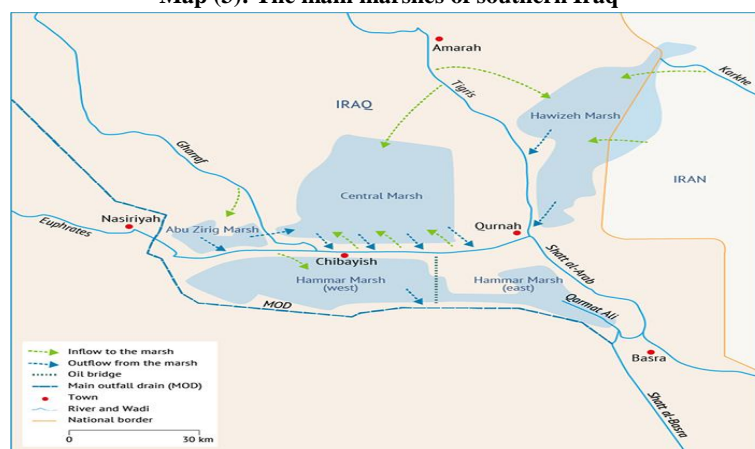 Map (3): The main marshes of southern Iraq
Amarah
Karkhe
Tigris
IRAQ
Hawizeh Marsh
Gharraf
IRAN
Central Marsh
Nasiriyah
Euphrates
Abu Zirig Marsh
Qurnah
Chibayish
Shatt al-Arab
Hammar Marsh
(west)
Hammar Marsh
(east)
MOD
Qarmat Ali
Basra
Shatt al-Basra
Inflow to the marsh
Outflow from the marsh
Oil bridge
Main outfall drain (MOD)
Town
River and Wadi
National border
0 30 km